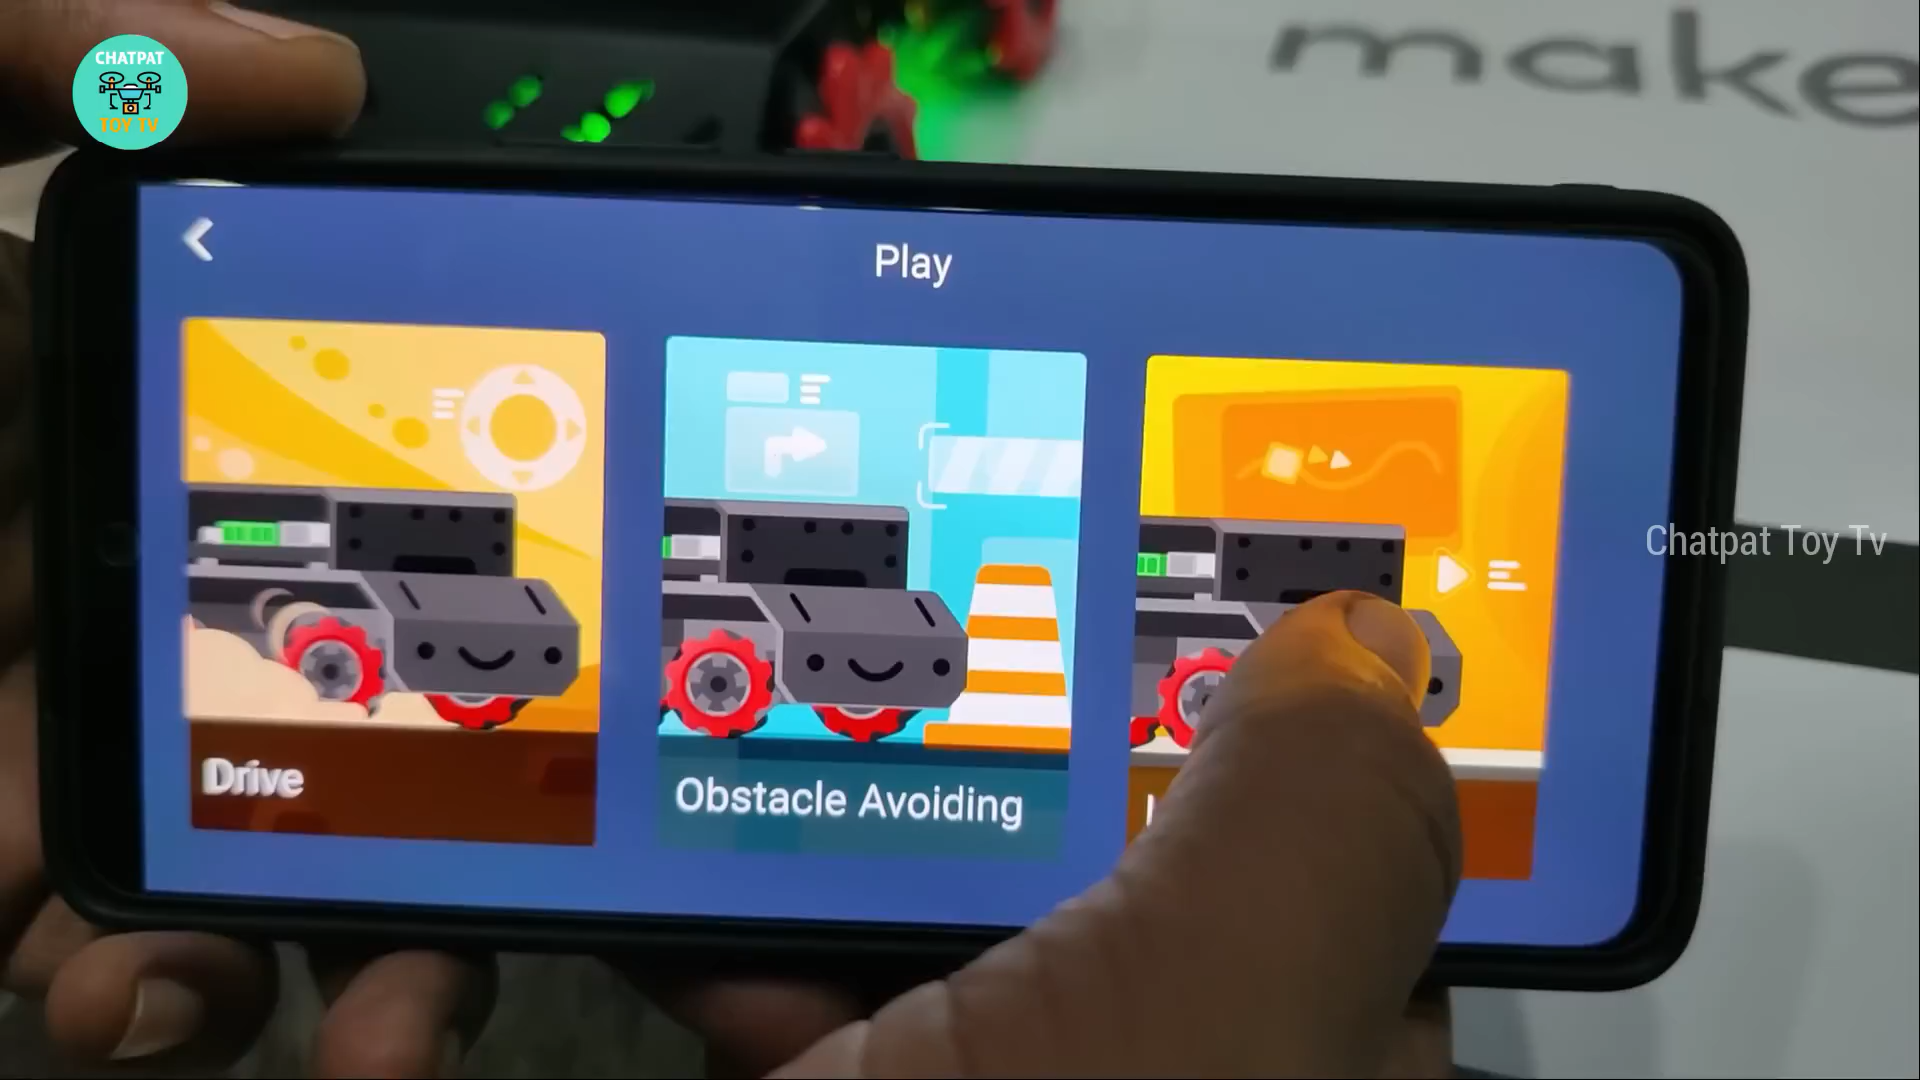 CHATPAT
TOY TV
make
Play
Drive
Obstacle Avoiding
Chatpat Toy Tv